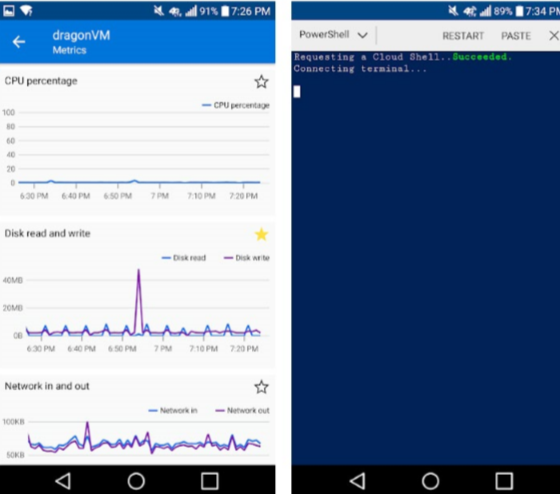 91% 7:26 PM
dragonVM
Metrics
CPU percentage
CPU percentage
100
80
60
40
20
0
6:30 PM 6:40 PM 6:50 PM 7 PM 7:10 PM 7:20 PM
Disk read and write
Disk read Disk write
40MB
20MB
0B
6:30 PM 6:40 PM 6:50 PM 7 PM 7:10 PM 7:20 PM
Network in and out
Network in Network out
100KB
50KB
89% 7:34 PM
PowerShell RESTART PASTE
Requesting a Cloud Shell..Succeeded.
Connecting terminal...